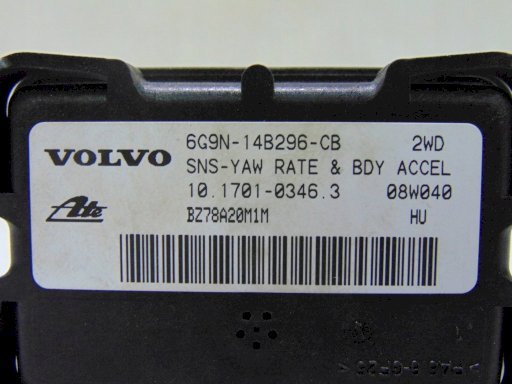 6G9N-14B296-CB 2WD
VOLVO SNS-YAW RATE & BDY ACCEL
10.1701-0346.3 08W040
Ate BZ78A20M1M HU